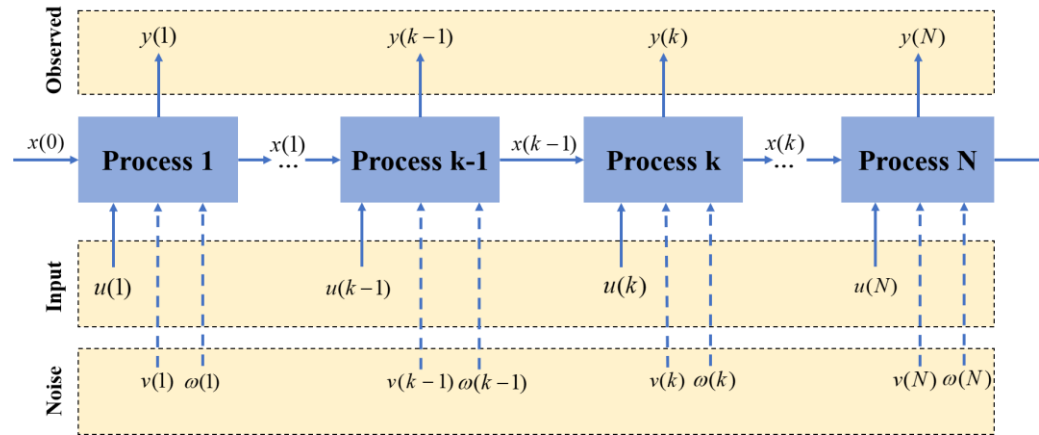 Observed
y(1) y(k−1) y(k) y(N)
x(0) Process 1 x(1) ... Process k-1 x(k−1) Process k x(k) ... Process N
Input
u(1) u(k−1) u(k) u(N)
Noise
v(1) ω(1) v(k−1) ω(k−1) v(k) ω(k) v(N) ω(N)